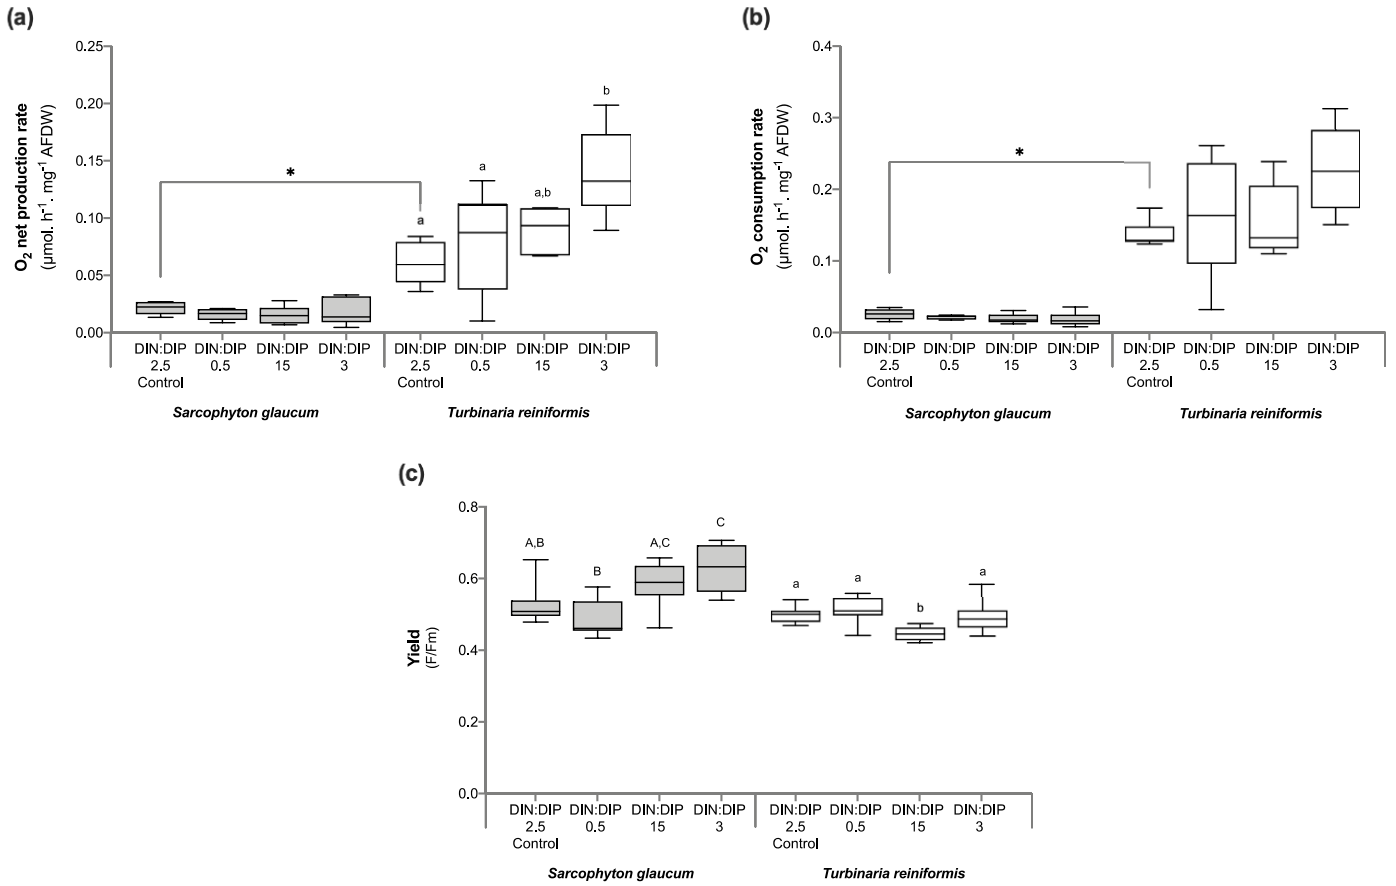 (a)
O2 net production rate
(µmol. h-1. mg-1 AFDW)
0.25
0.20
0.15
0.10
0.05
0.00
*
a
a
a,b
b
DIN:DIP DIN:DIP DIN:DIP DIN:DIP DIN:DIP DIN:DIP DIN:DIP DIN:DIP
2.5 0.5 15 3 2.5 0.5 15 3
Control Control
Sarcophyton glaucum Turbinaria reiniformis
(b)
O2 consumption rate
(µmol. h-1. mg-1 AFDW)
0.4
0.3
0.2
0.1
0.0
*
DIN:DIP DIN:DIP DIN:DIP DIN:DIP DIN:DIP DIN:DIP DIN:DIP DIN:DIP
2.5 0.5 15 3 2.5 0.5 15 3
Control Control
Sarcophyton glaucum Turbinaria reiniformis
(c)
Yield
(F/Fm)
0.8
0.6
0.4
0.2
0.0
A,B
B
A,C
C
a
a
b
a
DIN:DIP DIN:DIP DIN:DIP DIN:DIP DIN:DIP DIN:DIP DIN:DIP DIN:DIP
2.5 0.5 15 3 2.5 0.5 15 3
Control Control
Sarcophyton glaucum Turbinaria reiniformis